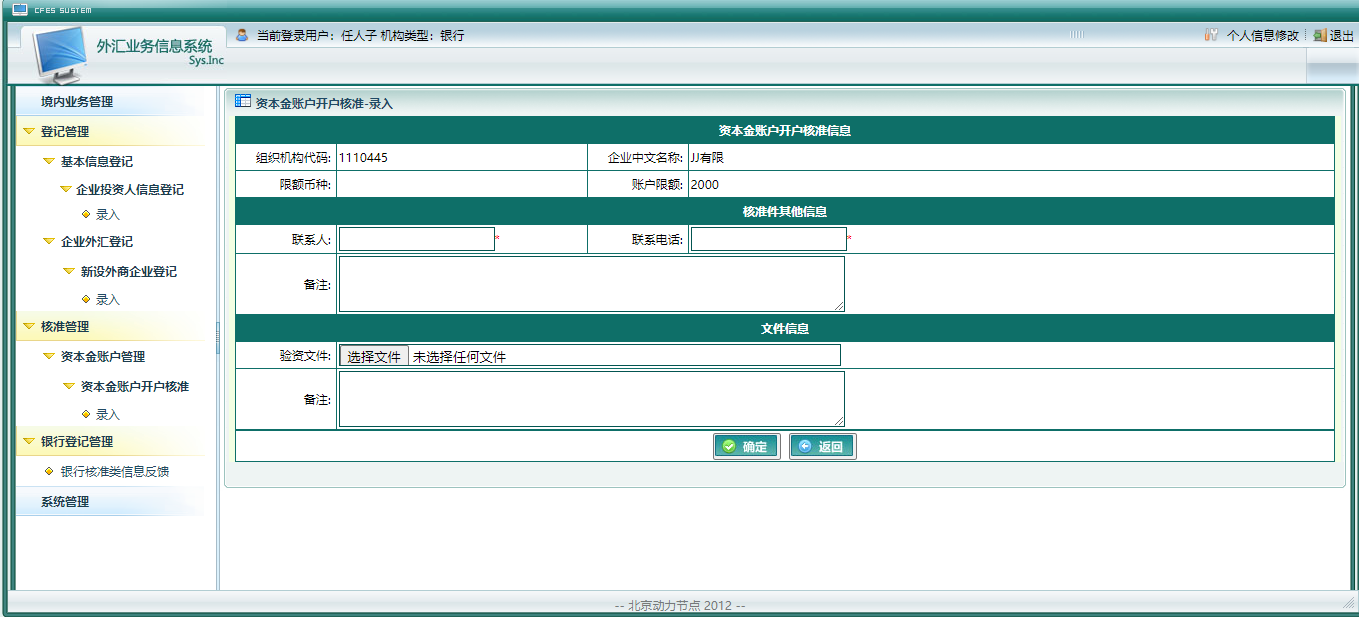 CFES SUSTEM
外汇业务信息系统
Sys.Inc
当前登录用户：任人子 机构类型：银行
个人信息修改
退出
境内业务管理
登记管理
基本信息登记
企业投资人信息登记
录入
企业外汇登记
新设外商企业登记
录入
核准管理
资本金账户管理
资本金账户开户核准
录入
银行登记管理
银行核准类信息反馈
系统管理
资本金账户开户核准-录入
资本金账户开户核准信息
组织机构代码: 1110445 企业中文名称: JJ有限
限额币种: 账户限额: 2000
核准件其他信息
联系人: * 联系电话: *
备注:
文件信息
验资文件: 选择文件 未选择任何文件
备注:
确定 返回
-- 北京动力节点 2012 --